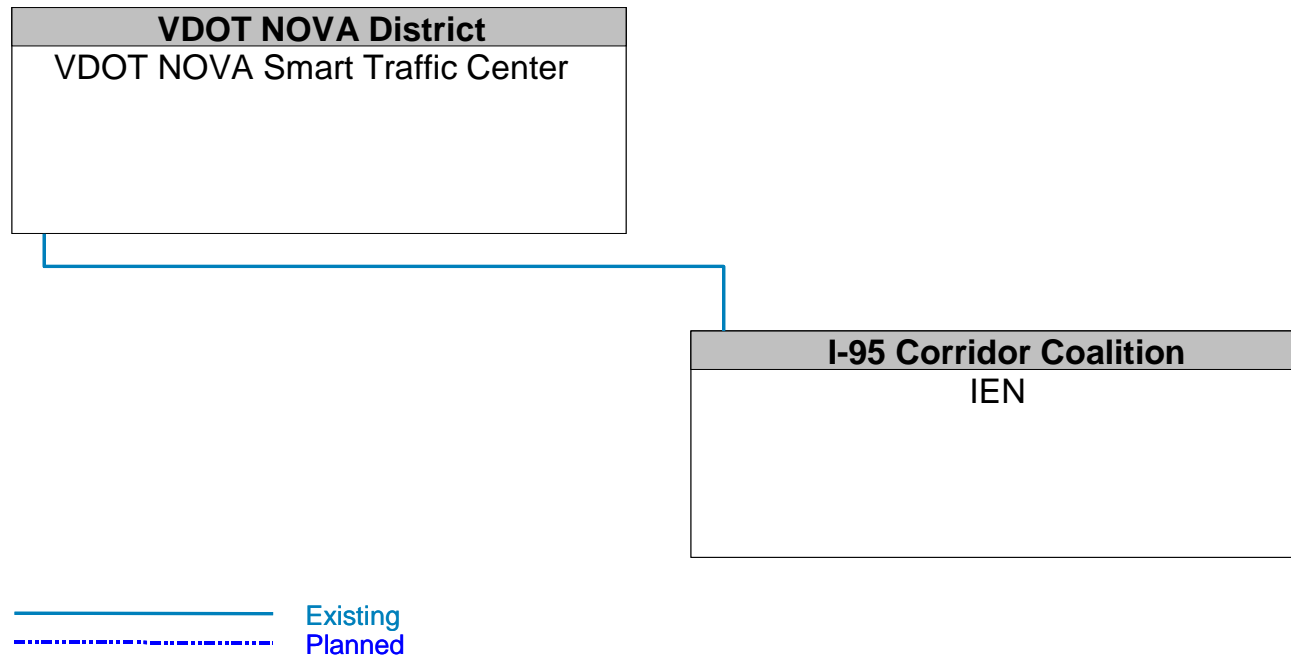 VDOT NOVA District
VDOT NOVA Smart Traffic Center
I-95 Corridor Coalition
IEN
Existing
Planned